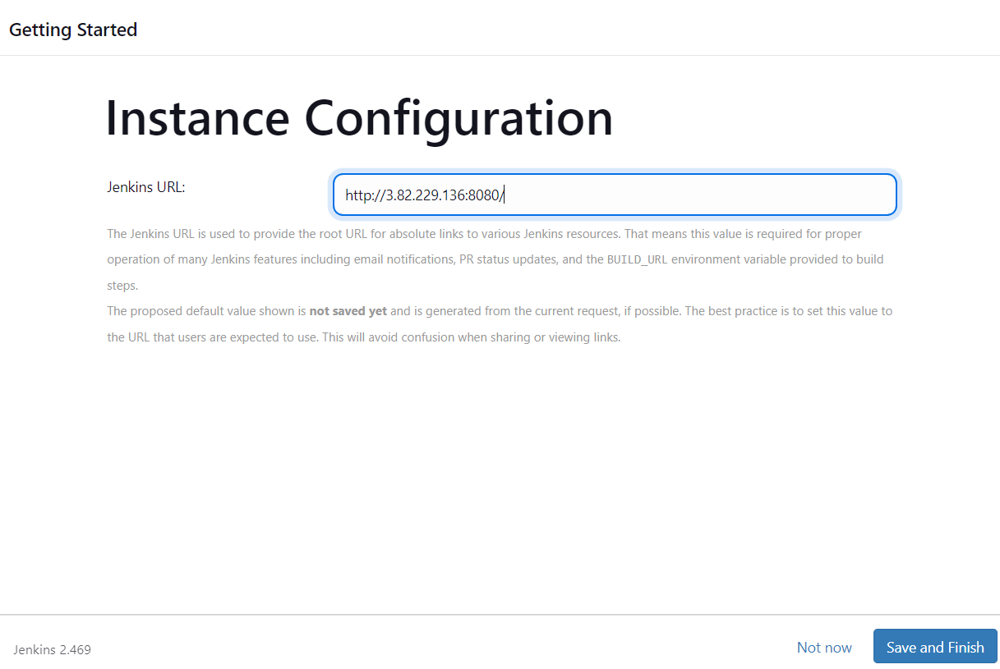 Getting Started
Instance Configuration
Jenkins URL:
http://3.82.229.136:8080/
The Jenkins URL is used to provide the root URL for absolute links to various Jenkins resources. That means this value is required for proper
operation of many Jenkins features including email notifications, PR status updates, and the BUILD_URL environment variable provided to build
steps.
The proposed default value shown is not saved yet and is generated from the current request, if possible. The best practice is to set this value to
the URL that users are expected to use. This will avoid confusion when sharing or viewing links.
Jenkins 2.469
Not now
Save and Finish